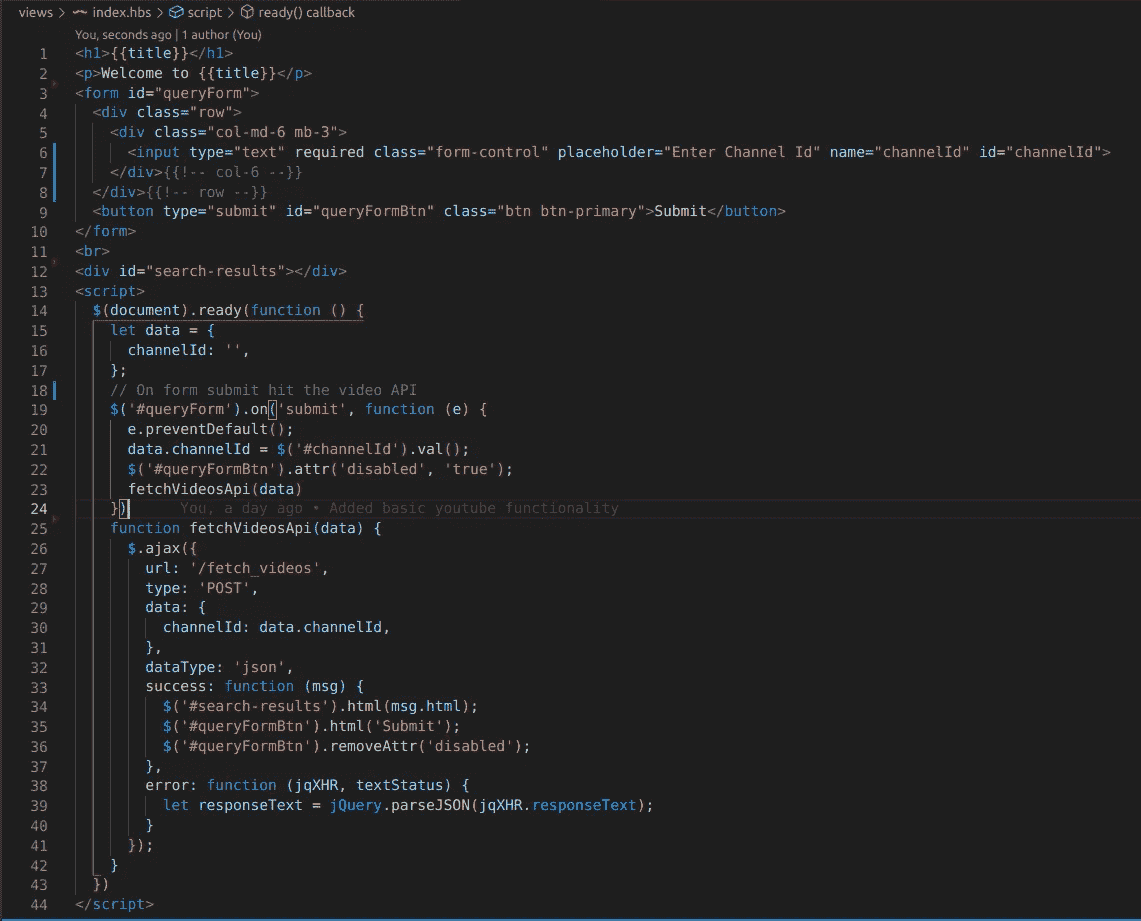 views > index.hbs > script > ready() callback
You, seconds ago | 1 author (You)
1 <h1>{{title}}</h1>
2 <p>Welcome to {{title}}</p>
3 <form id="queryForm">
4 <div class="row">
5 <div class="col-md-6 mb-3">
6 <input type="text" required class="form-control" placeholder="Enter Channel Id" name="channelId" id="channelId">
7 </div>{{!-- col-6 --}}
8 </div>{{!-- row --}}
9 <button type="submit" id="queryFormBtn" class="btn btn-primary">Submit</button>
10 </form>
11 <br>
12 <div id="search-results"></div>
13 <script>
14 $(document).ready(function () {
15 let data = {
16 channelId: '',
17 };
18 // On form submit hit the video API
19 $('#queryForm').on('submit', function (e) {
20 e.preventDefault();
21 data.channelId = $('#channelId').val();
22 $('#queryFormBtn').attr('disabled', 'true');
23 fetchVideosApi(data)
24 }) You, a day ago • Added basic youtube functionality
25 function fetchVideosApi(data) {
26 $.ajax({
27 url: '/fetch_videos',
28 type: 'POST',
29 data: {
30 channelId: data.channelId,
31 },
32 dataType: 'json',
33 success: function (msg) {
34 $('#search-results').html(msg.html);
35 $('#queryFormBtn').html('Submit');
36 $('#queryFormBtn').removeAttr('disabled');
37 },
38 error: function (jqXHR, textStatus) {
39 let responseText = jQuery.parseJSON(jqXHR.responseText);
40 }
41 });
42 }
43 })
44 </script>